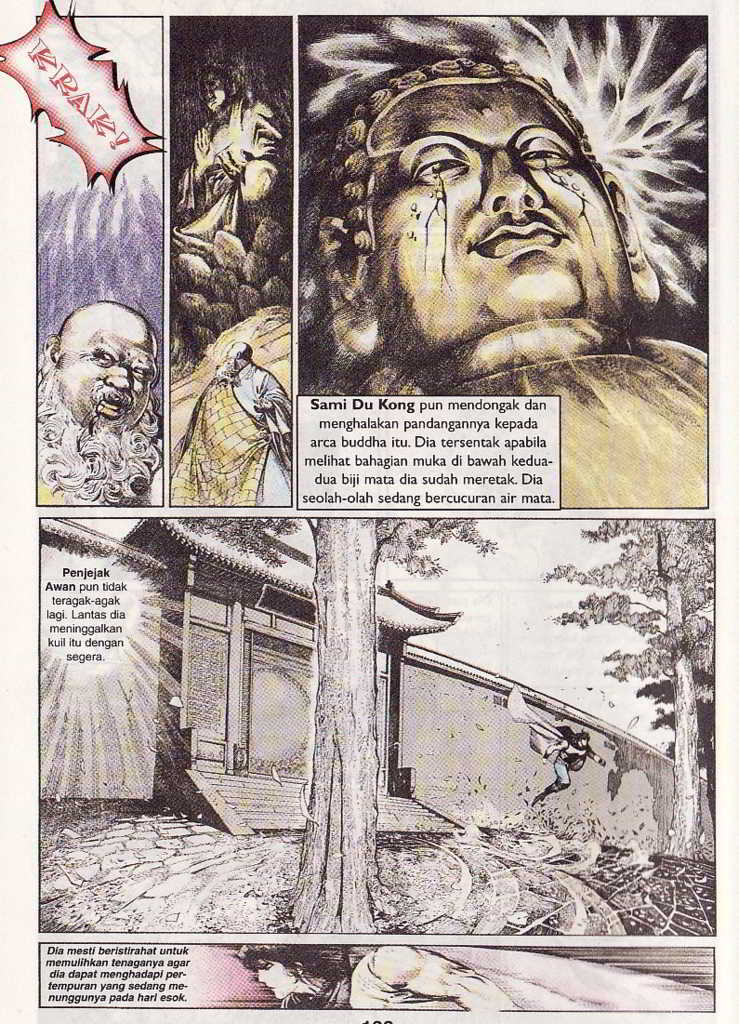 KRAK!
Sami Du Kong pun mendongak dan
menghalakan pandangannya kepada
arca buddha itu. Dia tersentak apabila
melihat bahagian muka di bawah kedua-
dua biji mata dia sudah meretak. Dia
seolah-olah sedang bercucuran air mata.
Penjejak
Awan pun tidak
teragak-agak
lagi. Lantas dia
meninggalkan
kuil itu dengan
segera.
Dia mesti beristirahat untuk
memulihkan tenaganya agar
dia dapat menghadapi per-
tempuran yang sedang me-
nunggunya pada hari esok.